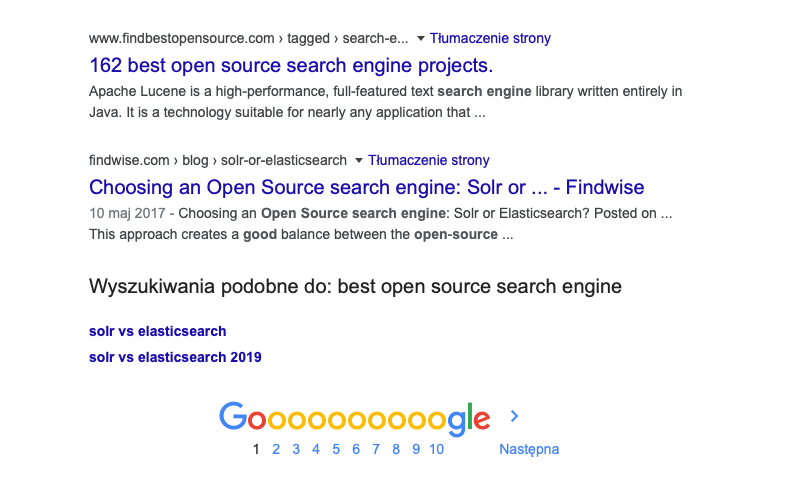 www.findbestopensource.com › tagged › search-e... ▾ Tłumaczenie strony
162 best open source search engine projects.
Apache Lucene is a high-performance, full-featured text search engine library written entirely in
Java. It is a technology suitable for nearly any application that ...
findwise.com › blog › solr-or-elasticsearch ▾ Tłumaczenie strony
Choosing an Open Source search engine: Solr or ... - Findwise
10 maj 2017 - Choosing an Open Source search engine: Solr or Elasticsearch? Posted on ...
This approach creates a good balance between the open-source ...
Wyszukiwania podobne do: best open source search engine
solr vs elasticsearch
solr vs elasticsearch 2019
Goooooooooogle ›
1 2 3 4 5 6 7 8 9 10 Następna